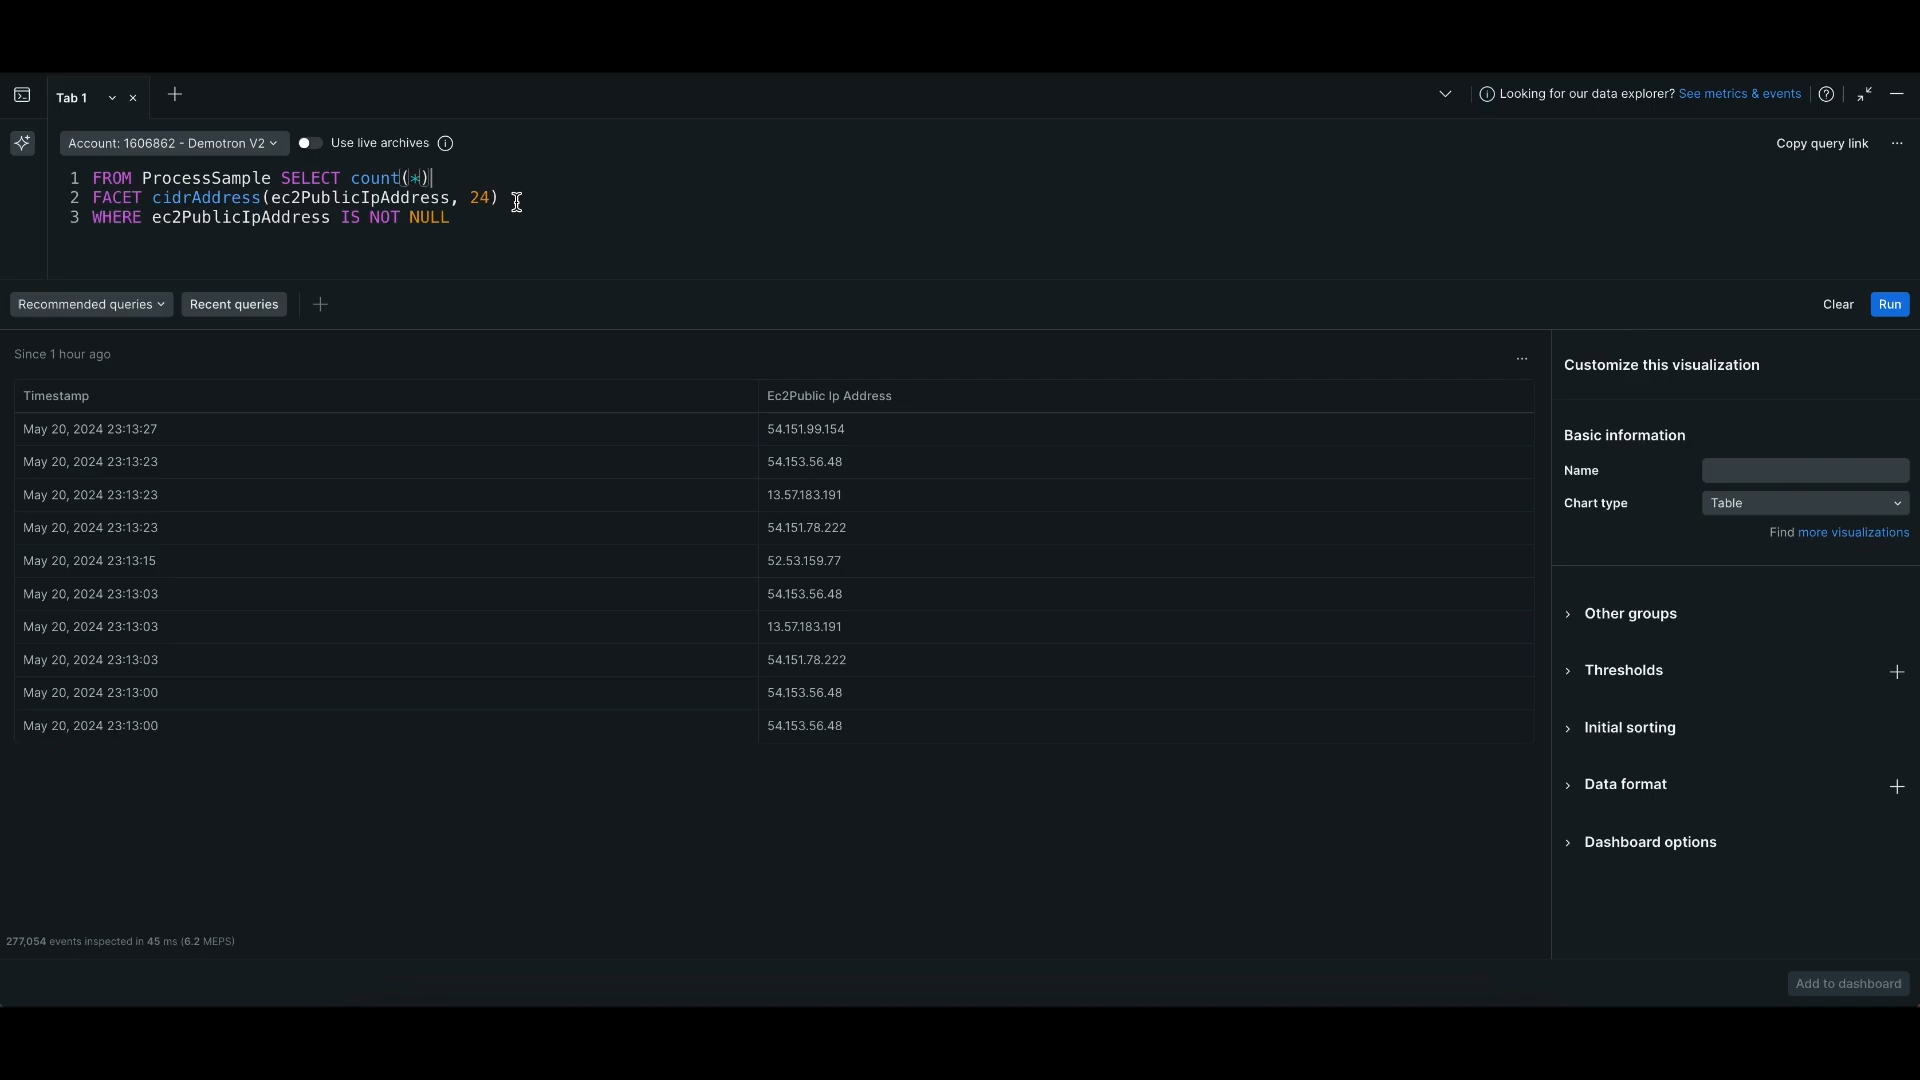 Tab 1
Looking for our data explorer? See metrics & events
Account: 1606862 - Demotron V2
Use live archives
Copy query link
1 FROM ProcessSample SELECT count(*)
2 FACET cidrAddress(ec2PublicIpAddress, 24)
3 WHERE ec2PublicIpAddress IS NOT NULL
Recommended queries
Recent queries
Clear
Run
Since 1 hour ago
Timestamp Ec2Public Ip Address
May 20, 2024 23:13:27 54.151.99.154
May 20, 2024 23:13:23 54.153.56.48
May 20, 2024 23:13:23 13.57.183.191
May 20, 2024 23:13:23 54.151.78.222
May 20, 2024 23:13:15 52.53.159.77
May 20, 2024 23:13:03 54.153.56.48
May 20, 2024 23:13:03 13.57.183.191
May 20, 2024 23:13:03 54.151.78.222
May 20, 2024 23:13:00 54.153.56.48
May 20, 2024 23:13:00 54.153.56.48
277,054 events inspected in 45 ms (6.2 MEPS)
Customize this visualization
Basic information
Name
Chart type Table
Find more visualizations
Other groups
Thresholds
Initial sorting
Data format
Dashboard options
Add to dashboard